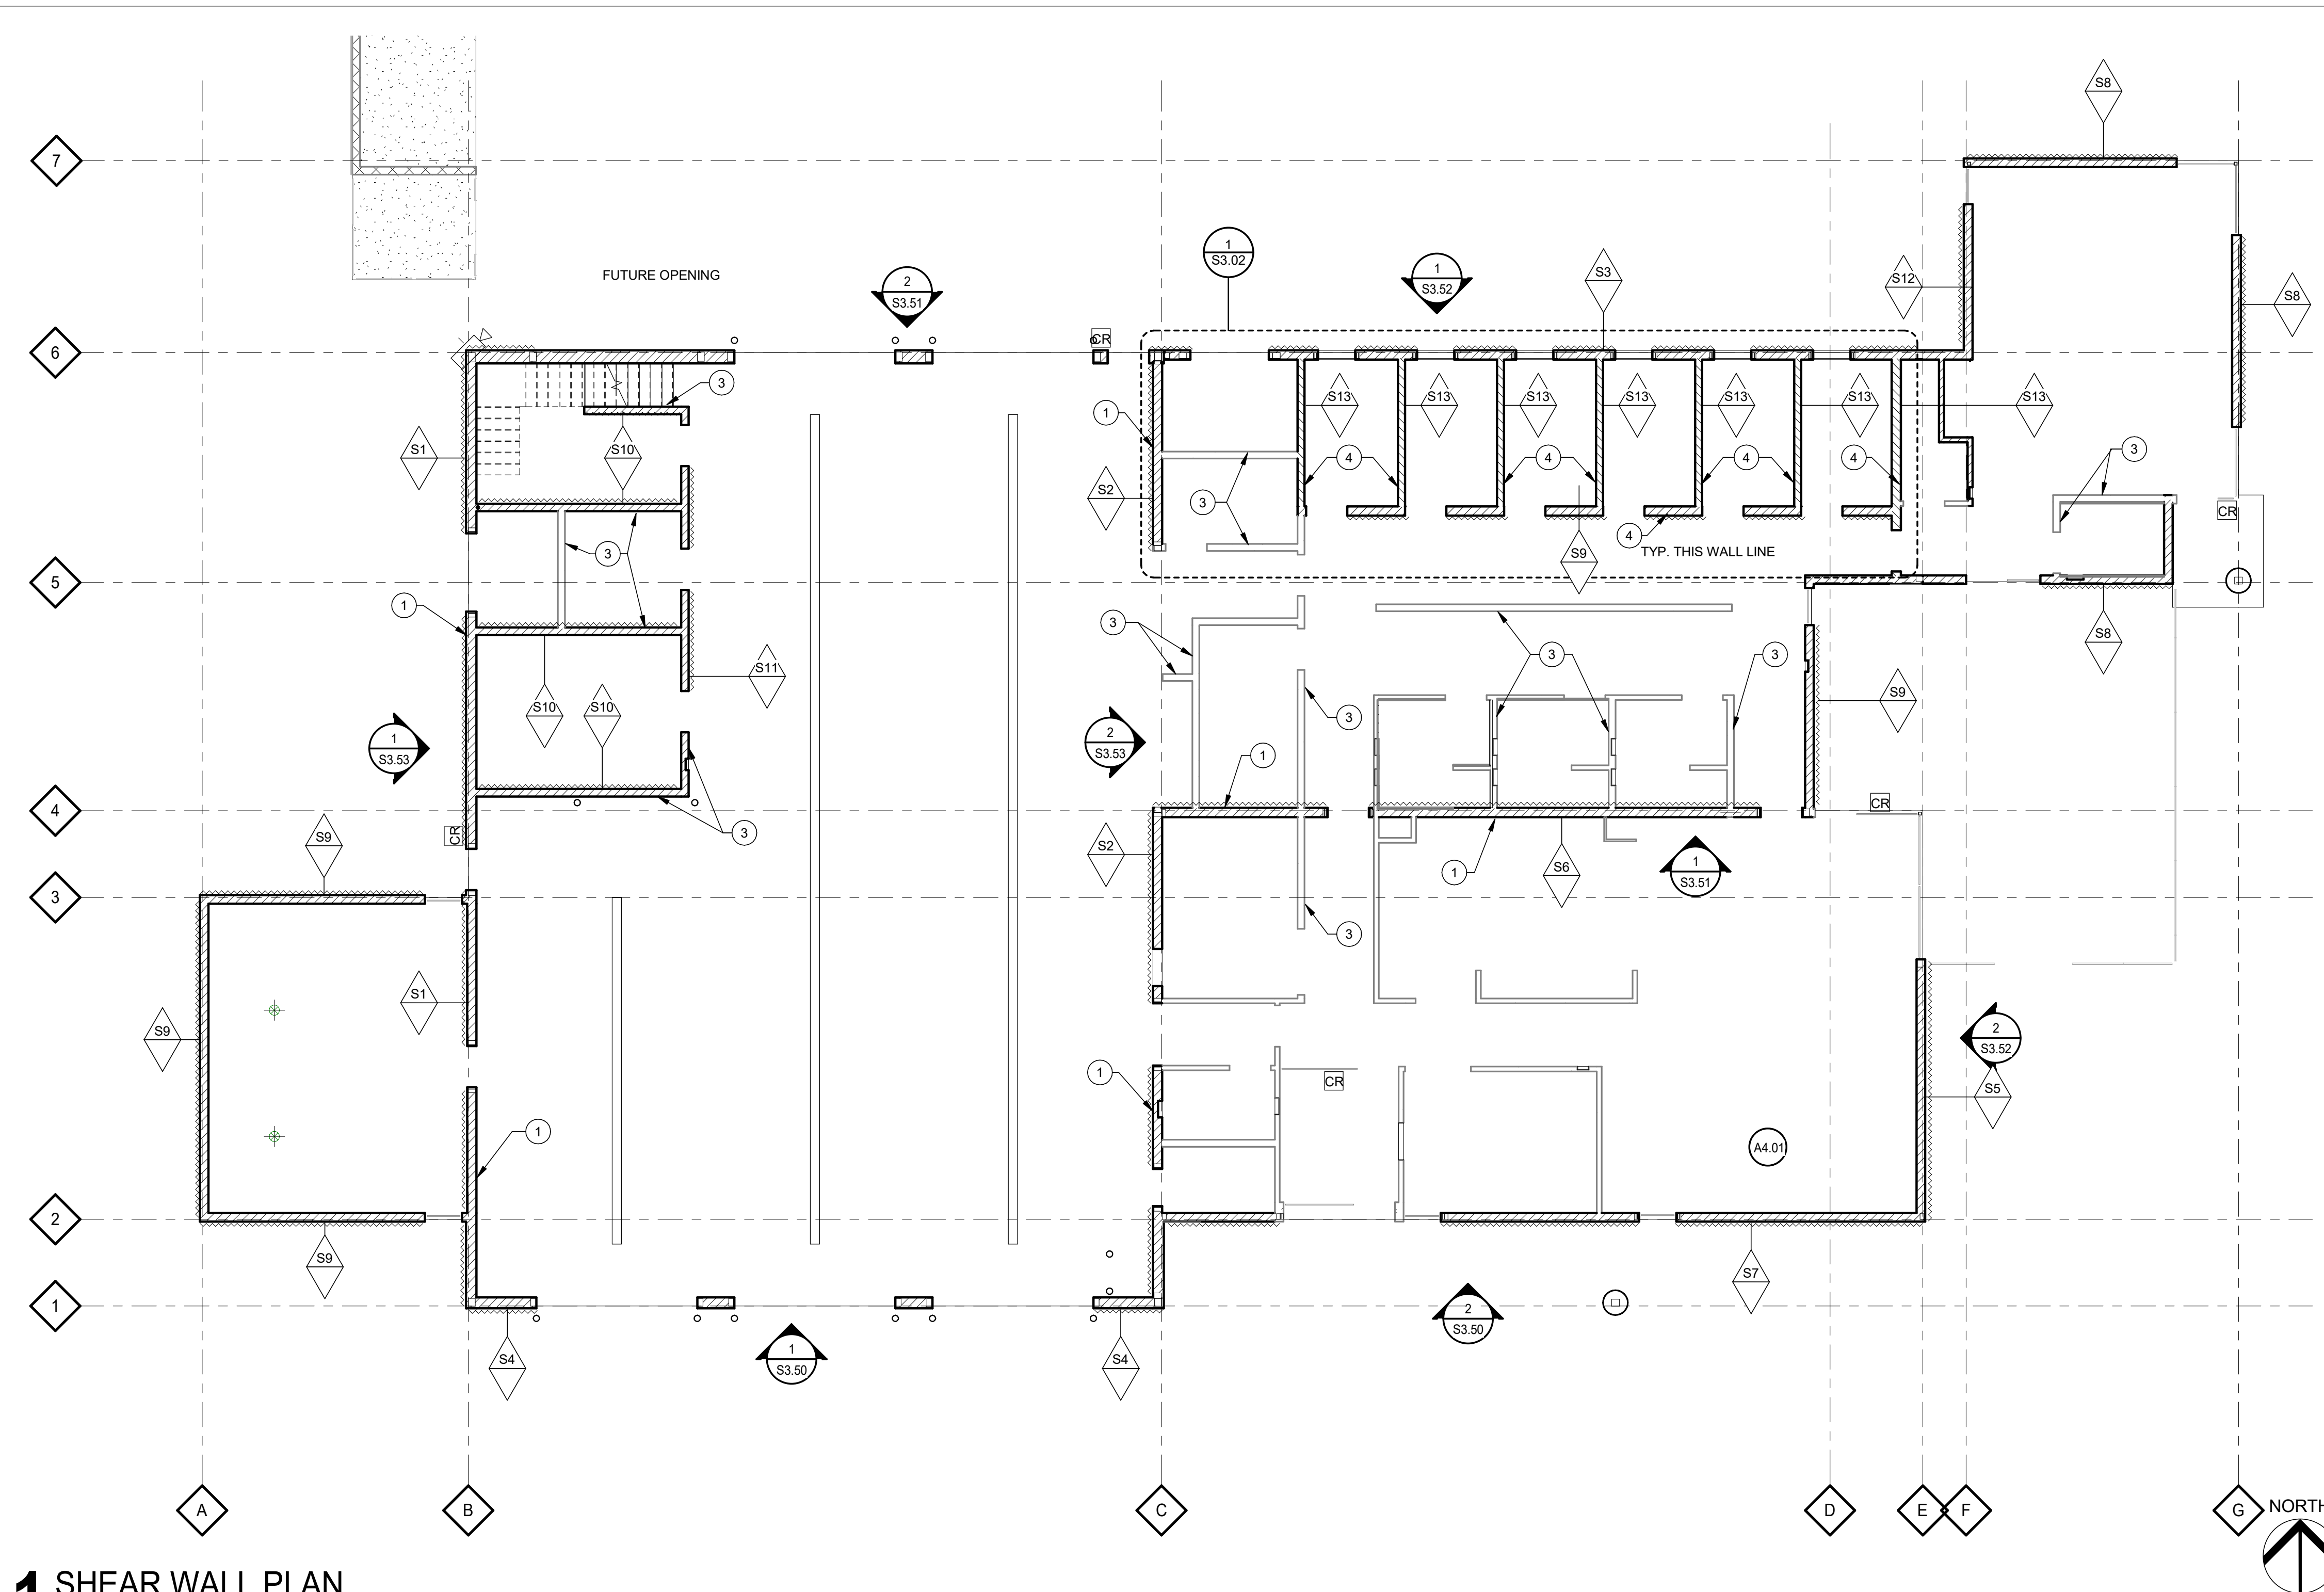 S8
7
1
S3.02
FUTURE OPENING
2
S3.51
1
S3.52
S3
S12
S8
CR
6
3
1
S13
S13
S13
S13
S13
S13
S13
S1
S10
4
4
4
4
3
S2
3
CR
4
TYP. THIS WALL LINE
S9
3
5
1
3
S8
3
3
S11
S9
S10
S10
3
1
S3.53
2
S3.53
1
4
CR
S9
CR
3
S2
1
S3.51
1
S6
3
3
S1
S9
2
S3.52
1
CR
S5
1
A4.01
2
S9
S7
1
2
S3.50
1
S3.50
S4
S4
A
B
C
D
E
F
G
NORTH
1 SHEAR WALL PLAN